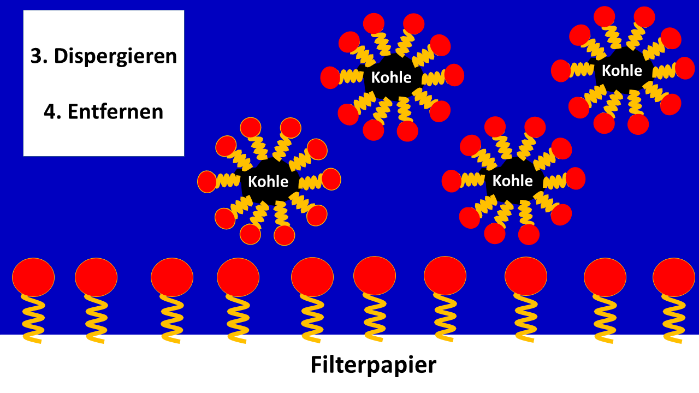 3. Dispergieren
4. Entfernen
Kohle
Kohle
Kohle
Kohle
Filterpapier